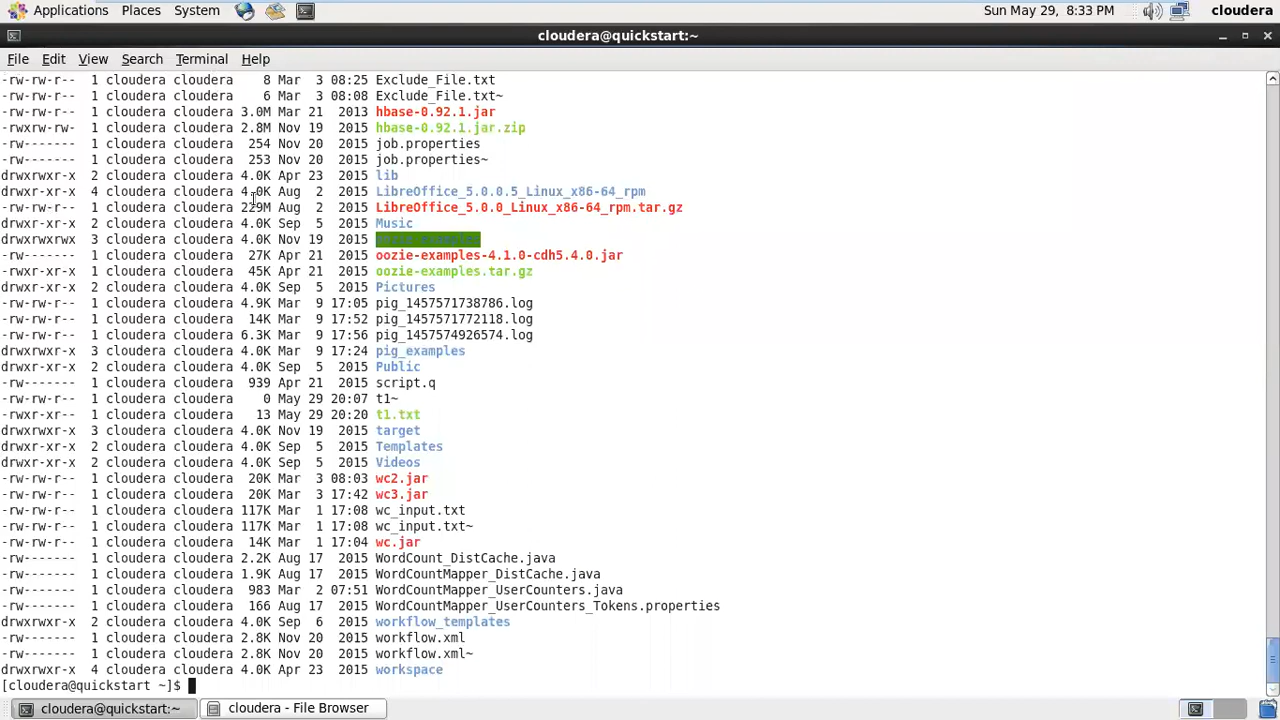 Applications Places System Sun May 29, 8:33 PM cloudera
cloudera@quickstart:~
File Edit View Search Terminal Help
-rw-rw-r-- 1 cloudera cloudera 8 Mar 3 08:25 Exclude_File.txt
-rw-rw-r-- 1 cloudera cloudera 6 Mar 3 08:08 Exclude_File.txt~
-rw-rw-r-- 1 cloudera cloudera 3.0M Mar 21 2013 hbase-0.92.1.jar
-rwxrw-rw- 1 cloudera cloudera 2.8M Nov 19 2015 hbase-0.92.1.jar.zip
-rw------- 1 cloudera cloudera 254 Nov 20 2015 job.properties
-rw------- 1 cloudera cloudera 253 Nov 20 2015 job.properties~
drwxrwxr-x 2 cloudera cloudera 4.0K Apr 23 2015 lib
drwxr-xr-x 4 cloudera cloudera 4.0K Aug 2 2015 LibreOffice_5.0.0.5_Linux_x86-64_rpm
-rw-rw-r-- 1 cloudera cloudera 229M Aug 2 2015 LibreOffice_5.0.0_Linux_x86-64_rpm.tar.gz
drwxr-xr-x 2 cloudera cloudera 4.0K Sep 5 2015 Music
drwxrwxrwx 3 cloudera cloudera 4.0K Nov 19 2015
-rw------- 1 cloudera cloudera 27K Apr 21 2015 oozie-examples-4.1.0-cdh5.4.0.jar
-rwxr-xr-x 1 cloudera cloudera 45K Apr 21 2015 oozie-examples.tar.gz
drwxr-xr-x 2 cloudera cloudera 4.0K Sep 5 2015 Pictures
-rw-rw-r-- 1 cloudera cloudera 4.9K Mar 9 17:05 pig_1457571738786.log
-rw-rw-r-- 1 cloudera cloudera 14K Mar 9 17:52 pig_1457571772118.log
-rw-rw-r-- 1 cloudera cloudera 6.3K Mar 9 17:56 pig_1457574926574.log
drwxrwxr-x 3 cloudera cloudera 4.0K Mar 9 17:24 pig_examples
drwxr-xr-x 2 cloudera cloudera 4.0K Sep 5 2015 Public
-rw------- 1 cloudera cloudera 939 Apr 21 2015 script.q
-rw-rw-r-- 1 cloudera cloudera 0 May 29 20:07 t1~
-rwxr-xr-- 1 cloudera cloudera 13 May 29 20:20 t1.txt
drwxrwxr-x 3 cloudera cloudera 4.0K Nov 19 2015 target
drwxr-xr-x 2 cloudera cloudera 4.0K Sep 5 2015 Templates
drwxr-xr-x 2 cloudera cloudera 4.0K Sep 5 2015 Videos
-rw-rw-r-- 1 cloudera cloudera 20K Mar 3 08:03 wc2.jar
-rw-rw-r-- 1 cloudera cloudera 20K Mar 3 17:42 wc3.jar
-rw-rw-r-- 1 cloudera cloudera 117K Mar 1 17:08 wc_input.txt
-rw-rw-r-- 1 cloudera cloudera 117K Mar 1 17:08 wc_input.txt~
-rw-rw-r-- 1 cloudera cloudera 14K Mar 1 17:04 wc.jar
-rw------- 1 cloudera cloudera 2.2K Aug 17 2015 WordCount_DistCache.java
-rw------- 1 cloudera cloudera 1.9K Aug 17 2015 WordCountMapper_DistCache.java
-rw------- 1 cloudera cloudera 983 Mar 2 07:51 WordCountMapper_UserCounters.java
-rw------- 1 cloudera cloudera 166 Aug 17 2015 WordCountMapper_UserCounters_Tokens.properties
drwxrwxr-x 2 cloudera cloudera 4.0K Sep 6 2015 workflow_templates
-rw------- 1 cloudera cloudera 2.8K Nov 20 2015 workflow.xml
-rw------- 1 cloudera cloudera 2.8K Nov 20 2015 workflow.xml~
drwxrwxr-x 4 cloudera cloudera 4.0K Apr 23 2015 workspace
[cloudera@quickstart ~]$
cloudera@quickstart:~ cloudera - File Browser